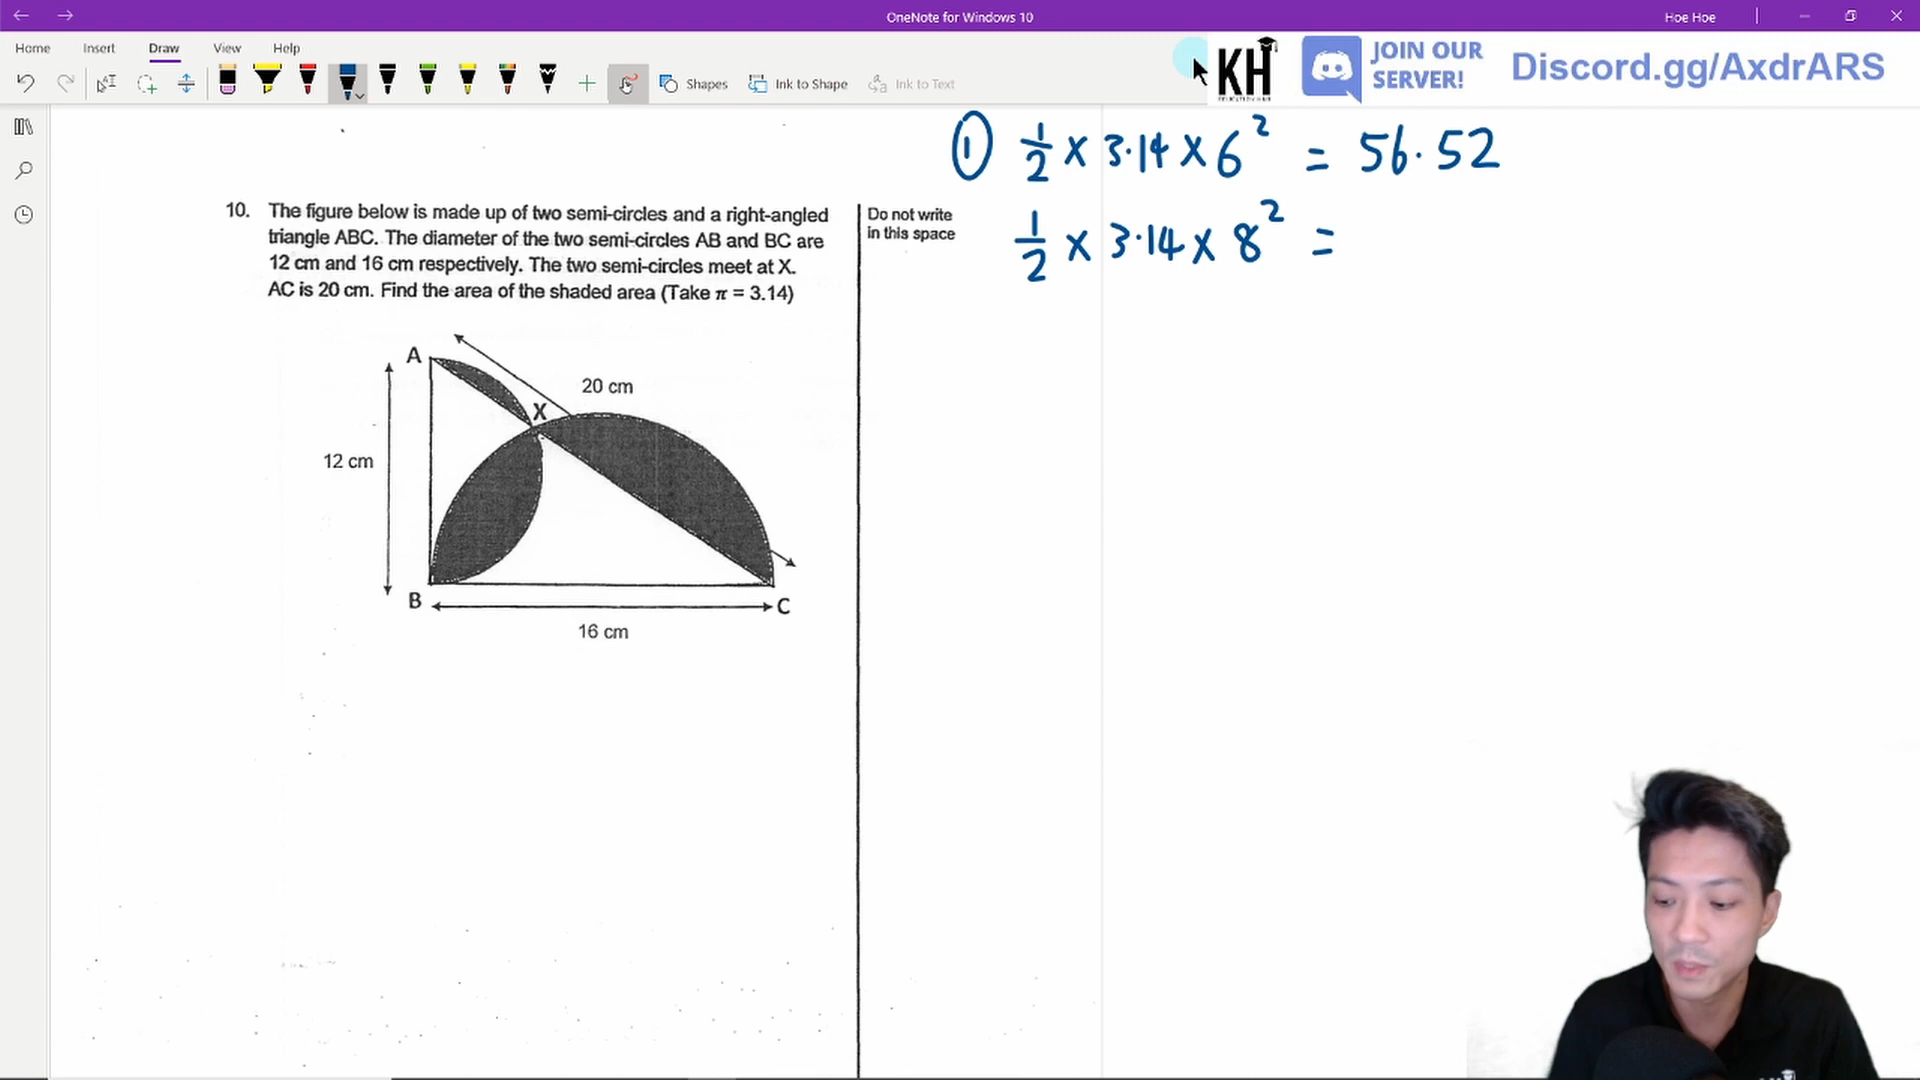 OneNote for Windows 10
Hoe Hoe
Home Insert Draw View Help
Shapes Ink to Shape Ink to Text
KH
JOIN OUR
SERVER!
Discord.gg/AxdrARS
① 1/2 × 3.14 × 6² = 56.52
1/2 × 3.14 × 8² =
10. The figure below is made up of two semi-circles and a right-angled
triangle ABC. The diameter of the two semi-circles AB and BC are
12 cm and 16 cm respectively. The two semi-circles meet at X.
AC is 20 cm. Find the area of the shaded area (Take π = 3.14)
Do not write
in this space
A
20 cm
X
12 cm
B
C
16 cm